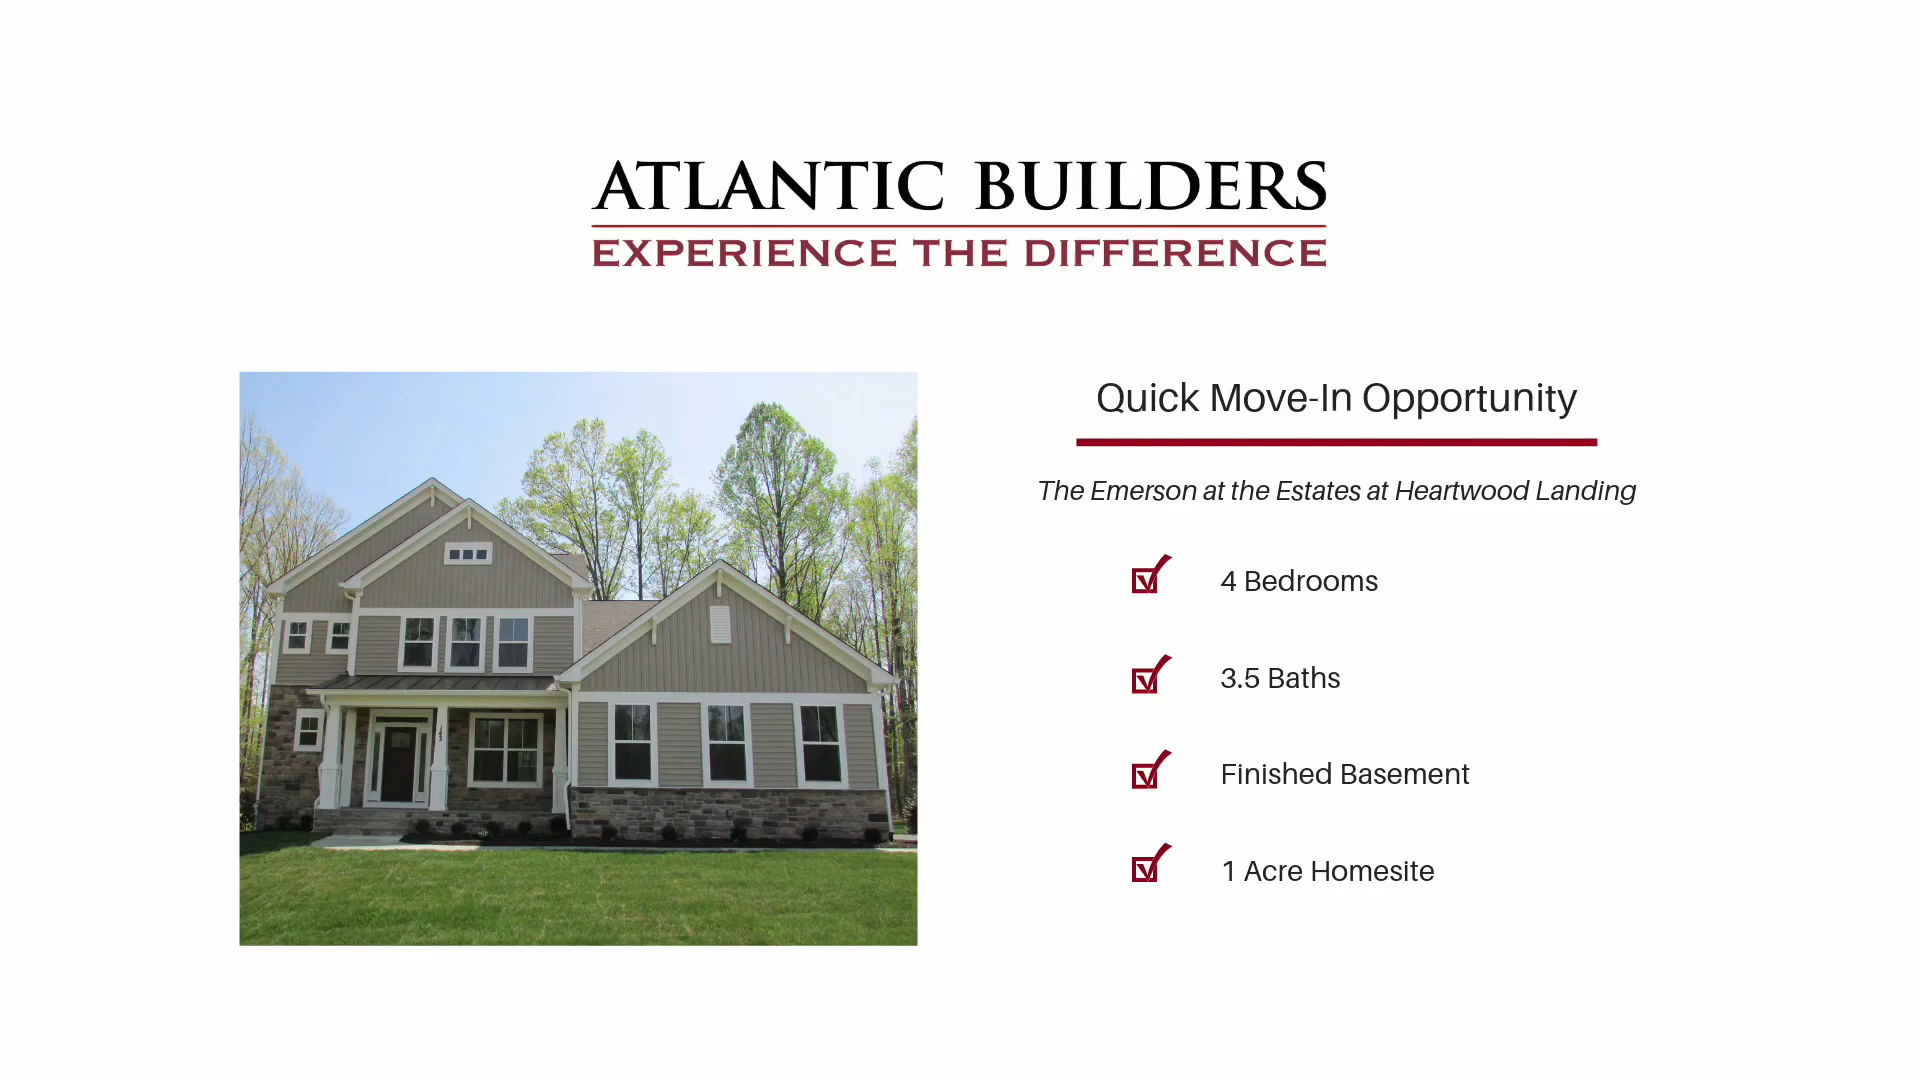 ATLANTIC BUILDERS
EXPERIENCE THE DIFFERENCE
Quick Move-In Opportunity
The Emerson at the Estates at Heartwood Landing
4 Bedrooms
3.5 Baths
Finished Basement
1 Acre Homesite